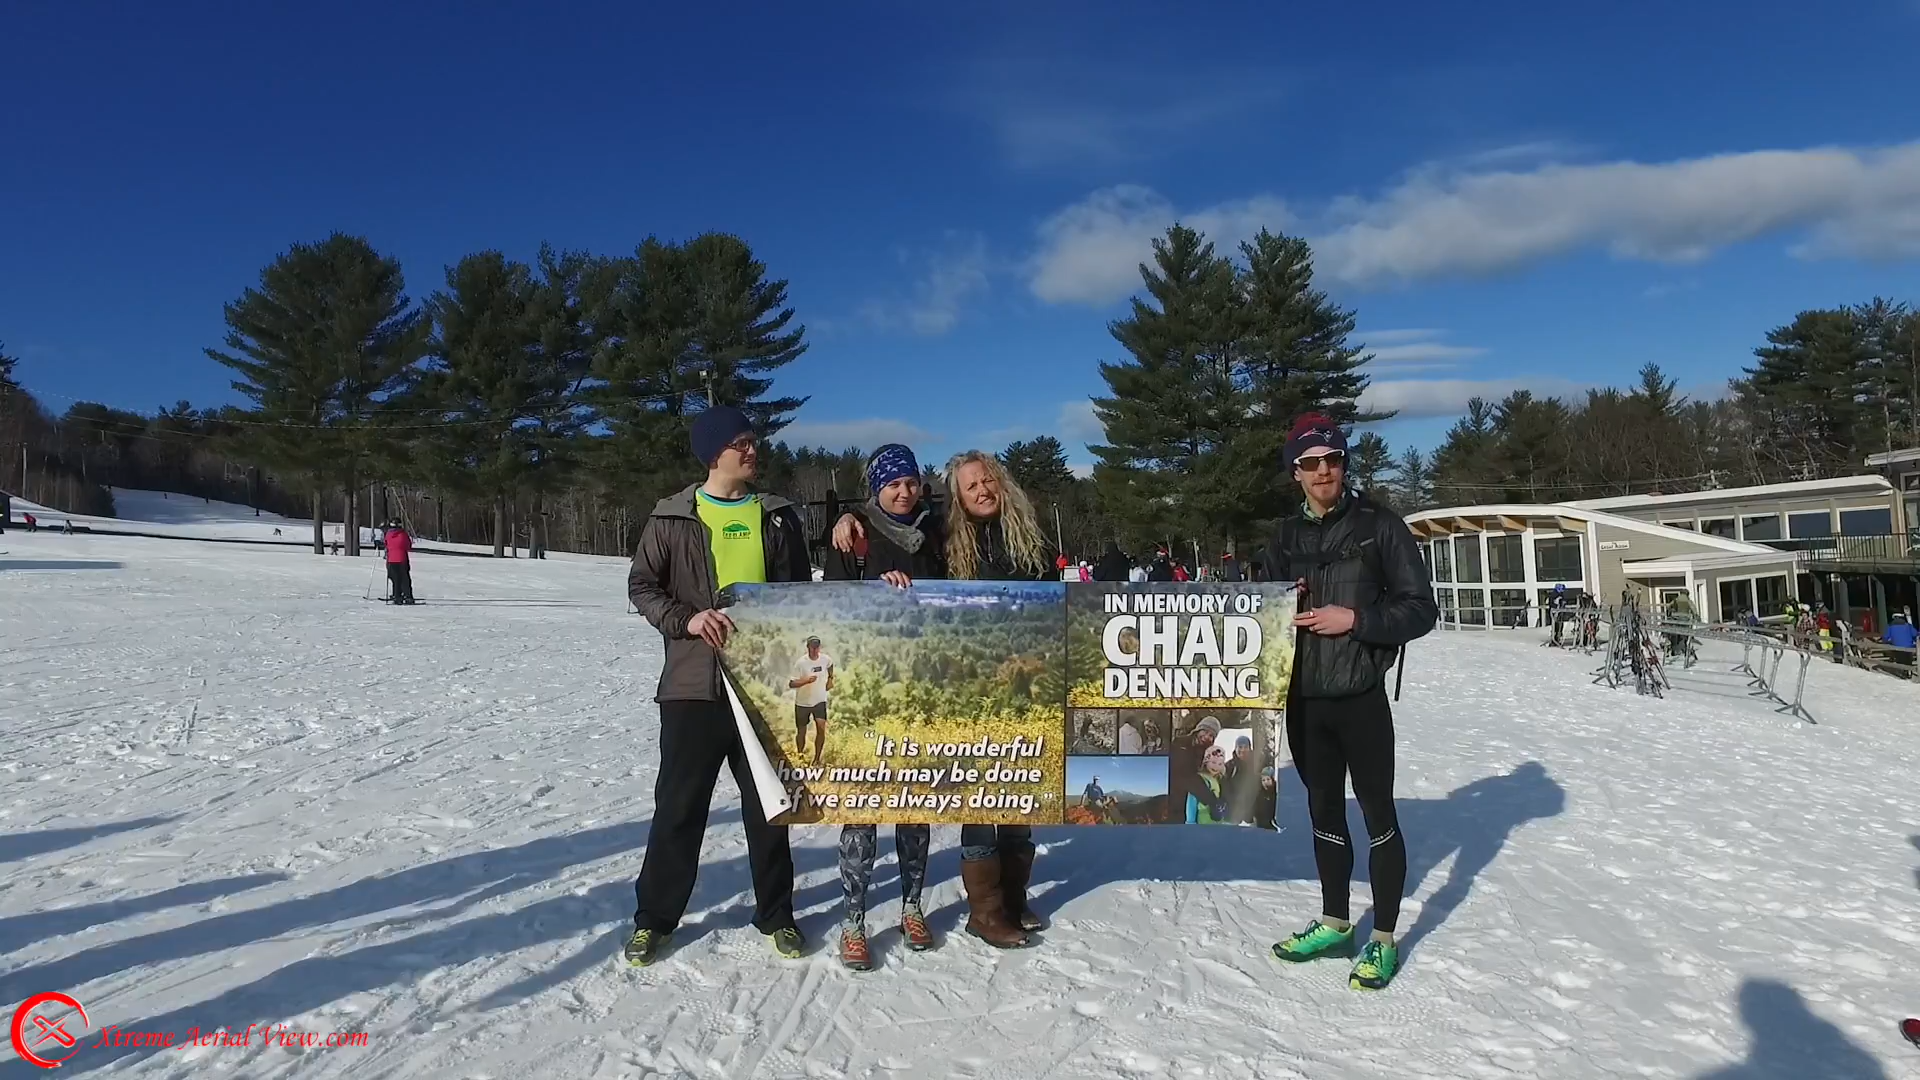 IN MEMORY OF
CHAD
DENNING
"It is wonderful
how much may be done
if we are always doing."
Xtreme Aerial View.com